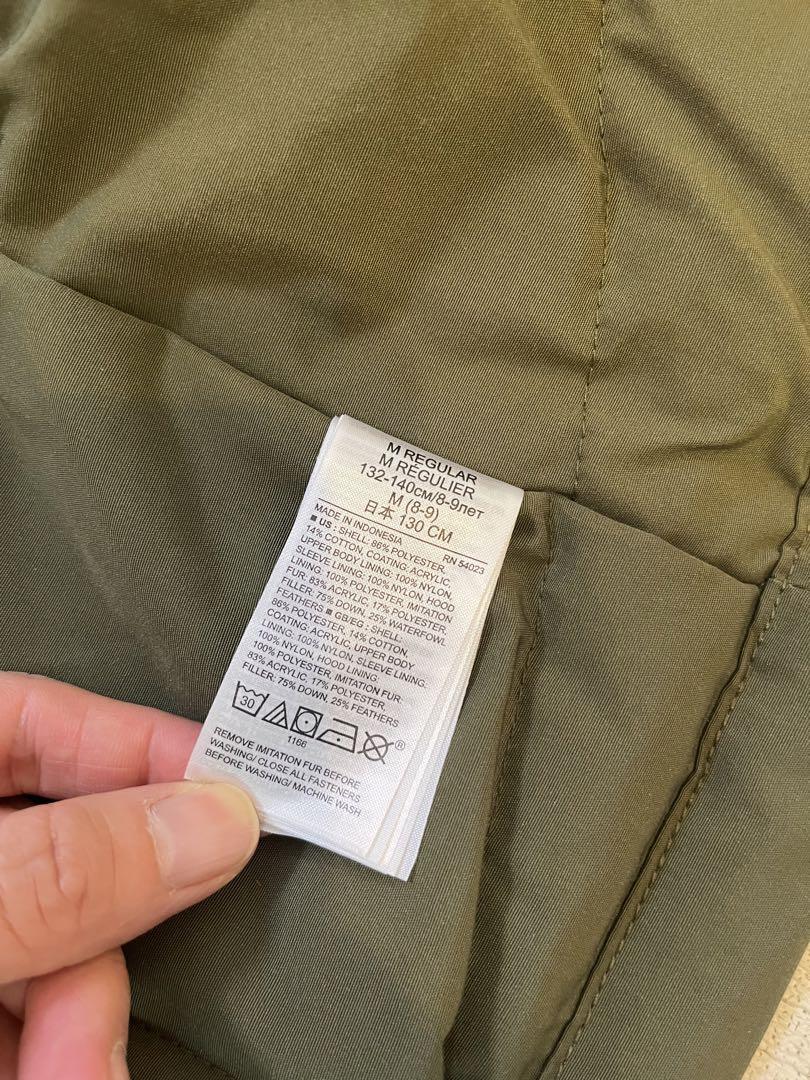 M REGULAR
M RÉGULIER
132-140см/8-9лет
M (8-9)
日本 130 CM
MADE IN INDONESIA
RN 54023
■ US : SHELL: 86% POLYESTER,
14% COTTON, COATING: ACRYLIC,
UPPER BODY LINING: 100% NYLON,
SLEEVE LINING: 100% NYLON, HOOD
LINING: 100% POLYESTER, IMITATION
FUR: 83% ACRYLIC, 17% POLYESTER,
FILLER: 75% DOWN, 25% WATERFOWL
FEATHERS ■ GB/EG : SHELL:
86% POLYESTER, 14% COTTON,
COATING: ACRYLIC, UPPER BODY
LINING: 100% NYLON, SLEEVE LINING:
100% NYLON, HOOD LINING:
100% POLYESTER, IMITATION FUR:
83% ACRYLIC, 17% POLYESTER,
FILLER: 75% DOWN, 25% FEATHERS
30
®
1166
REMOVE IMITATION FUR BEFORE
WASHING/ CLOSE ALL FASTENERS
BEFORE WASHING/ MACHINE WASH